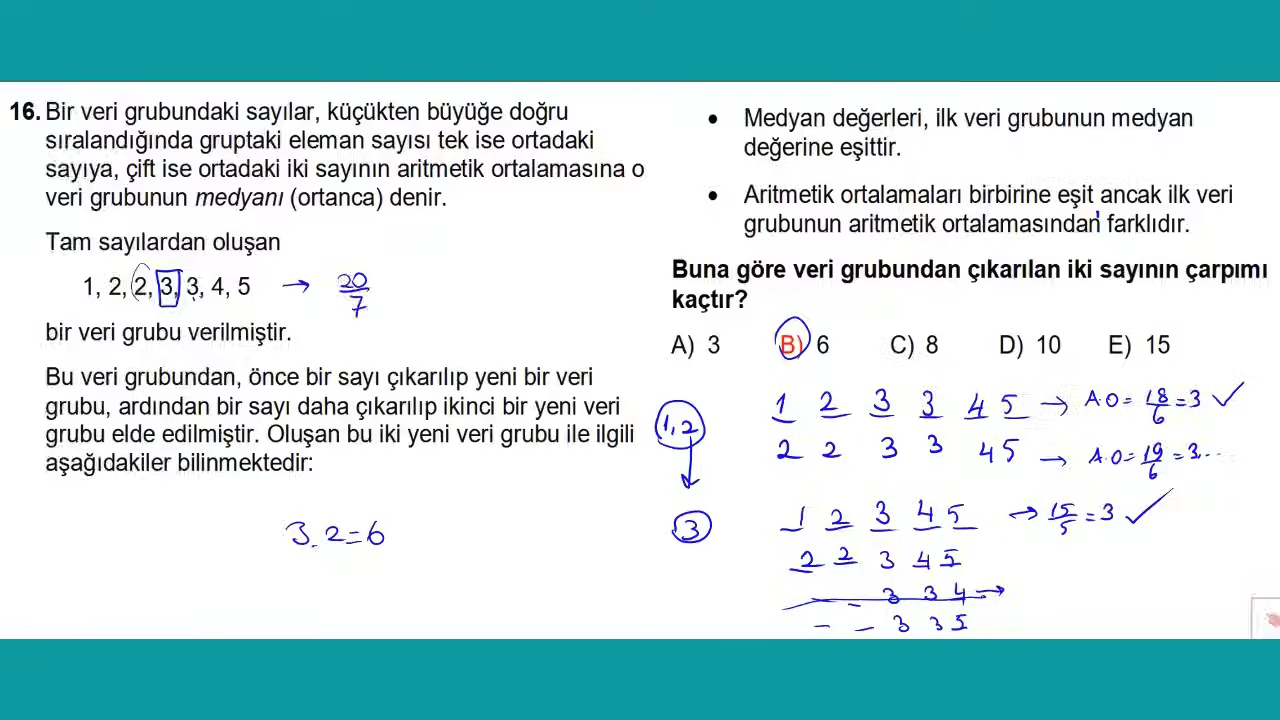 16. Bir veri grubundaki sayılar, küçükten büyüğe doğru
sıralandığında gruptaki eleman sayısı tek ise ortadaki
sayıya, çift ise ortadaki iki sayının aritmetik ortalamasına o
veri grubunun medyanı (ortanca) denir.
Tam sayılardan oluşan
1, 2, 2, 3, 3, 4, 5 → 20/7
bir veri grubu verilmiştir.
Bu veri grubundan, önce bir sayı çıkarılıp yeni bir veri
grubu, ardından bir sayı daha çıkarılıp ikinci bir yeni veri
grubu elde edilmiştir. Oluşan bu iki yeni veri grubu ile ilgili
aşağıdakiler bilinmektedir:
3.2=6
• Medyan değerleri, ilk veri grubunun medyan
değerine eşittir.
• Aritmetik ortalamaları birbirine eşit ancak ilk veri
grubunun aritmetik ortalamasından farklıdır.
Buna göre veri grubundan çıkarılan iki sayının çarpımı
kaçtır?
A) 3 B) 6 C) 8 D) 10 E) 15
1 2 3 3 4 5 → A.O = 18/6 = 3 ✓
1,2
2 2 3 3 4 5 → A.O = 19/6 = 3...
3
1 2 3 4 5 → 15/5 = 3 ✓
2 2 3 4 5
– 3 3 4 →
– – 3 3 5